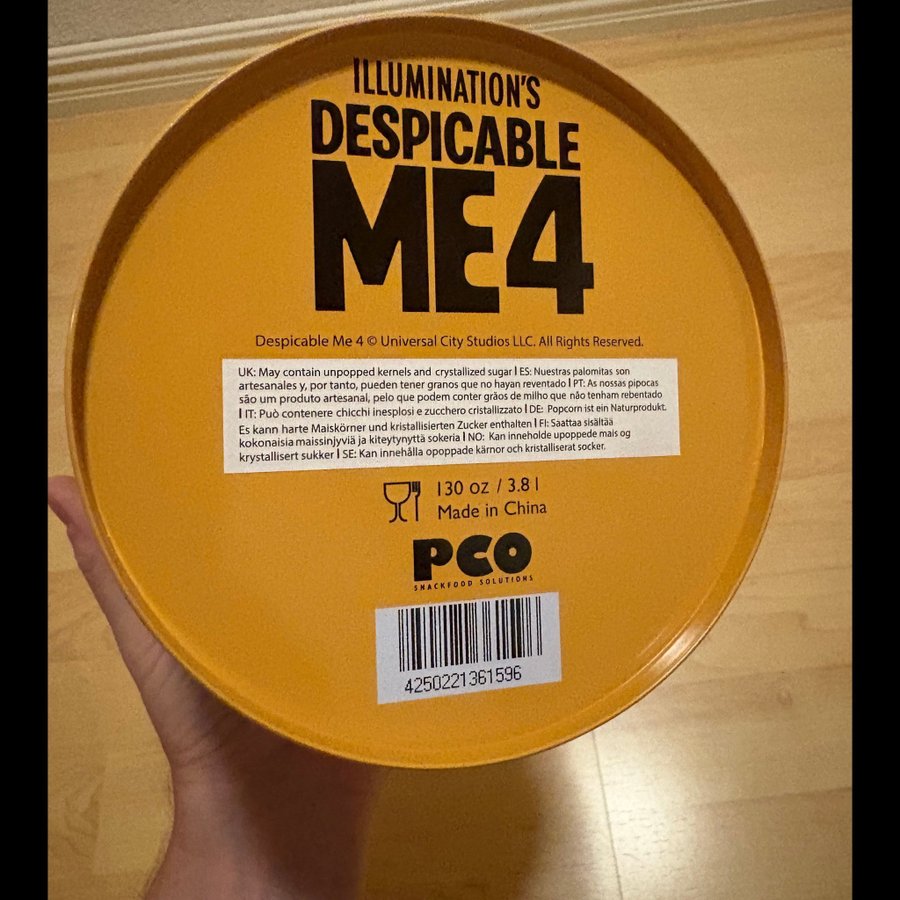 ILLUMINATION'S
DESPICABLE
ME4
Despicable Me 4 © Universal City Studios LLC. All Rights Reserved.
UK: May contain unpopped kernels and crystallized sugar | ES: Nuestras palomitas son
artesanales y, por tanto, pueden tener granos que no hayan reventado | PT: As nossas pipocas
são um produto artesanal, pelo que podem conter grãos de milho que não tenham rebentado
| IT: Può contenere chicchi inesplosi e zucchero cristallizzato | DE: Popcorn ist ein Naturprodukt.
Es kann harte Maiskörner und kristallisierten Zucker enthalten | FI: Saattaa sisältää
kokonaisia maissinjyviä ja kiteytynyttä sokeria | NO: Kan inneholde upoppede mais og
krystallisert sukker | SE: Kan innehålla opoppade kärnor och kristalliserat socker.
130 oz / 3.8 l
Made in China
PCO
SNACKFOOD SOLUTIONS
4250221361596